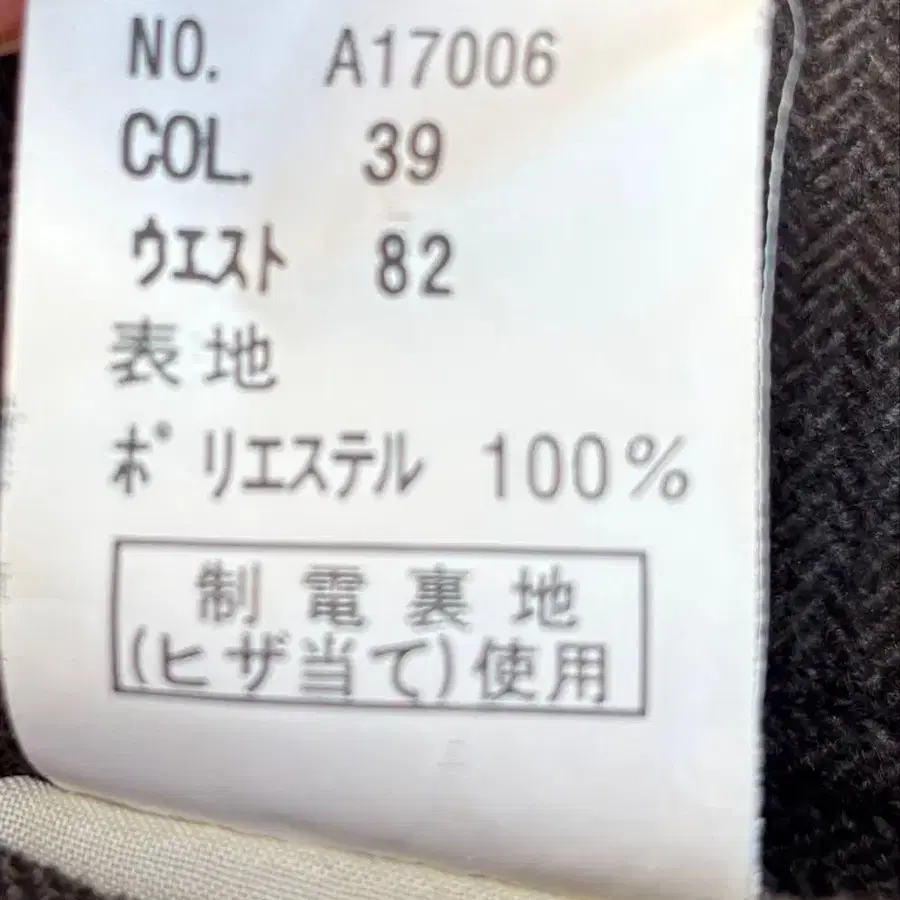 NO. A17006
COL. 39
ウエスト 82
表地
ポリエステル 100%
制電裏地
(ヒザ当て)使用